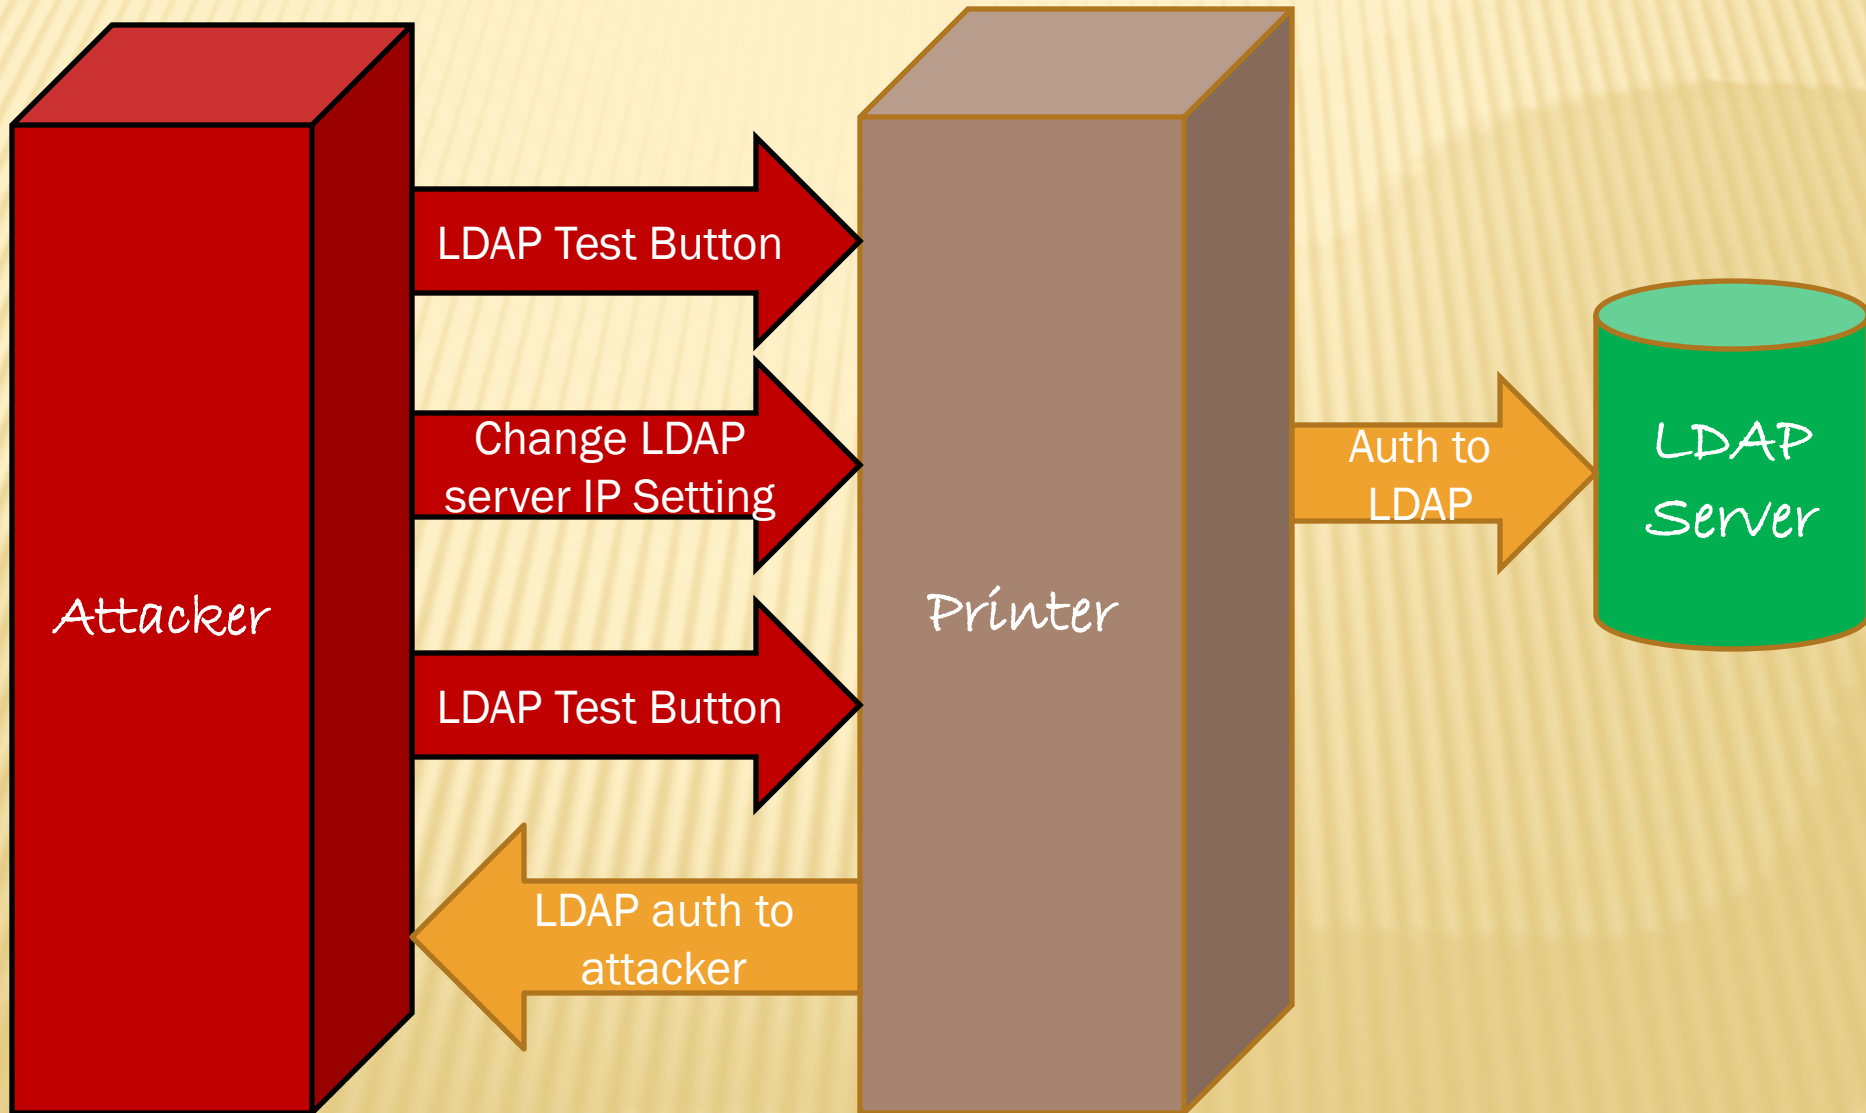 LDAP Test Button
Change LDAP
server IP Setting
LDAP Test Button
LDAP auth to
attacker
Attacker
Printer
Auth to
LDAP
LDAP
Server